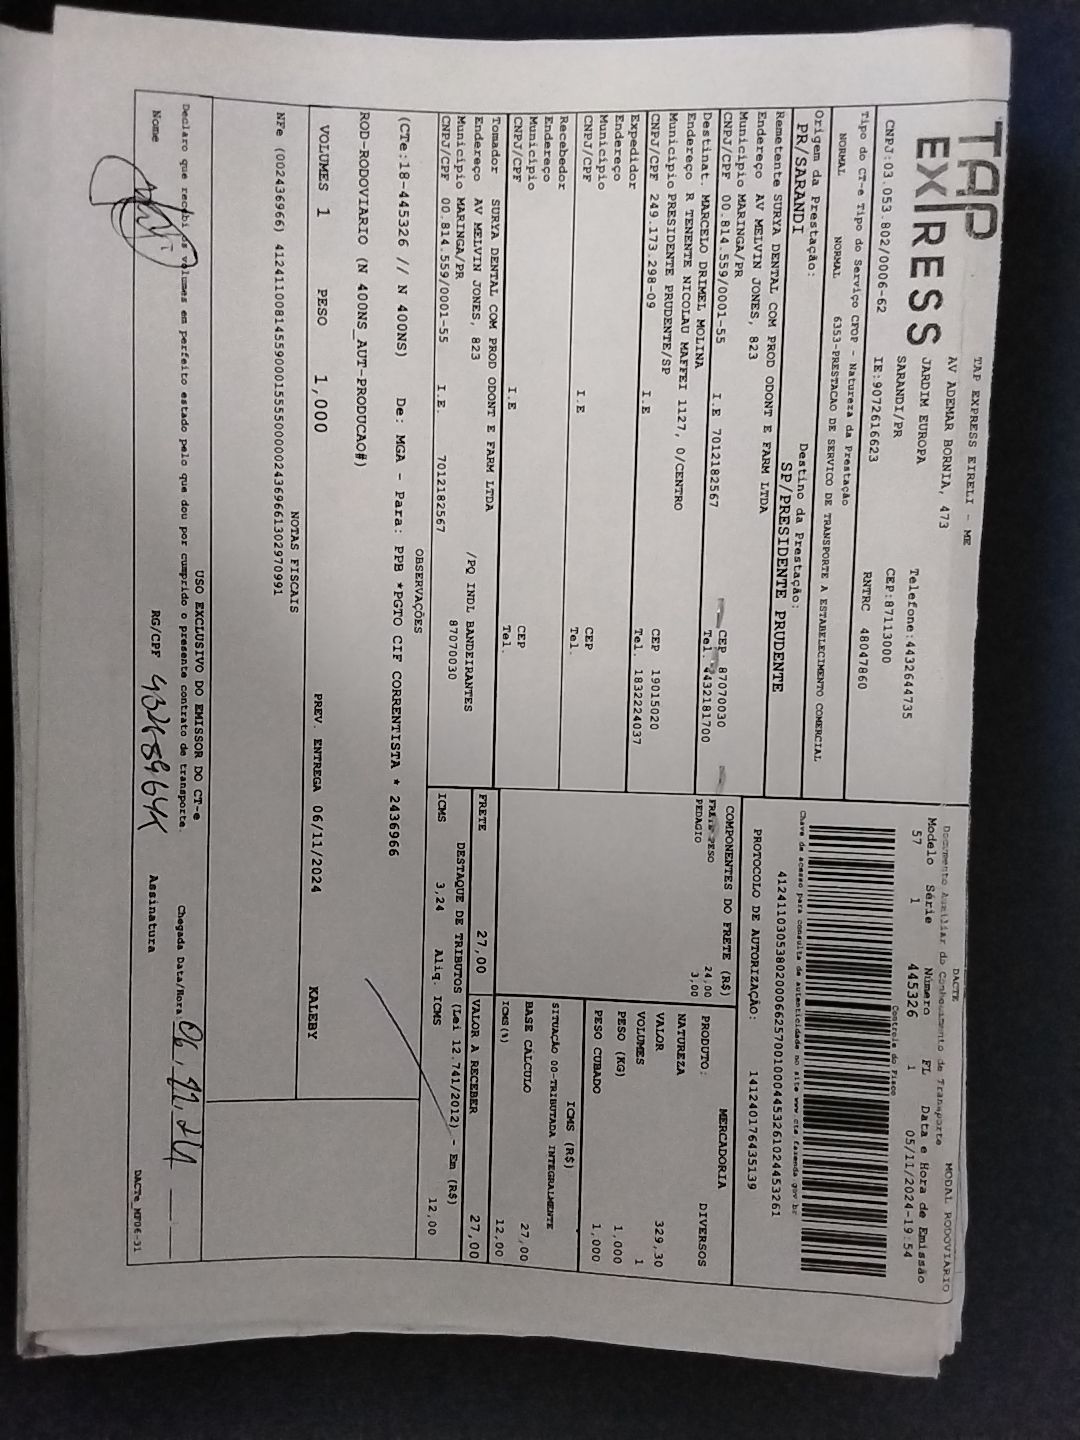 TAP EXPRESS
TAP EXPRESS EIRELI - ME
AV ADEMAR BORNIA, 473
JARDIM EUROPA
SARANDI/PR
Telefone:4432644735
CEP:87113000
CNPJ:03.053.802/0006-62 IE:9072616623 RNTRC 48047860
Tipo do CT-e Tipo do Serviço CFOP - Natureza da Prestação
NORMAL NORMAL 6353-PRESTACAO DE SERVICO DE TRANSPORTE A ESTABELECIMENTO COMERCIAL
Origem da Prestação: Destino da Prestação:
PR/SARANDI SP/PRESIDENTE PRUDENTE
DACTE MODAL RODOVIARIO
Documento Auxiliar do Conhecimento de Transporte
Modelo Série Número FL Data e Hora de Emissão
57 1 445326 1 05/11/2024-19:54
Controle do Fisco
Chave de acesso para consulta de autenticidade no site www.cte.fazenda.gov.br
41241103053802000662570010004453261024453261
PROTOCOLO DE AUTORIZAÇÃO: 141240176435139
Remetente SURYA DENTAL COM PROD ODONT E FARM LTDA
Endereço AV MELVIN JONES, 823
Município MARINGA/PR CEP 87070030
CNPJ/CPF 00.814.559/0001-55 I.E 7012182567 Tel. 4432181700
Destinat. MARCELO DRIMEL MOLINA
Endereço R TENENTE NICOLAU MAFFEI 1127, 0/CENTRO
Município PRESIDENTE PRUDENTE/SP CEP 19015020
CNPJ/CPF 249.173.298-09 I.E Tel. 1832224037
Expedidor
Endereço
Município CEP
CNPJ/CPF I.E Tel.
Recebedor
Endereço
Município CEP
CNPJ/CPF I.E Tel.
Tomador SURYA DENTAL COM PROD ODONT E FARM LTDA
Endereço AV MELVIN JONES, 823 /PQ INDL BANDEIRANTES
Município MARINGA/PR 87070030
CNPJ/CPF 00.814.559/0001-55 I.E. 7012182567
COMPONENTES DO FRETE (R$)
FRETE PESO 24,00
PEDAGIO 3,00
PRODUTO: MERCADORIA
NATUREZA DIVERSOS
VALOR 329,30
VOLUMES 1
PESO (KG) 1,000
PESO CUBADO 1,000
ICMS (R$)
SITUAÇÃO 00-TRIBUTADA INTEGRALMENTE
BASE CALCULO 27,00
ICMS(%) 12,00
FRETE 27,00 VALOR A RECEBER 27,00
DESTAQUE DE TRIBUTOS (Lei 12.741/2012) - Em (R$)
ICMS 3,24 Aliq. ICMS 12,00
OBSERVAÇÕES
(CTe:18-445326 // N 400NS) De: MGA - Para: PPB *PGTO CIF CORRENTISTA * 2436966
ROD-RODOVIARIO (N 400NS_AUT-PRODUCAO#)
VOLUMES 1 PESO 1,000 PREV. ENTREGA 06/11/2024 KALEBY
NOTAS FISCAIS
NFe (002436966) 41241100814559000155550000024369661302970991
USO EXCLUSIVO DO EMISSOR DO CT-e
Declaro que recebi os volumes em perfeito estado pelo que dou por cumprido o presente contrato de transporte. Chegada Data/Hora 06,11,24
Nome RG/CPF Assinatura
DACTe_MF06-31